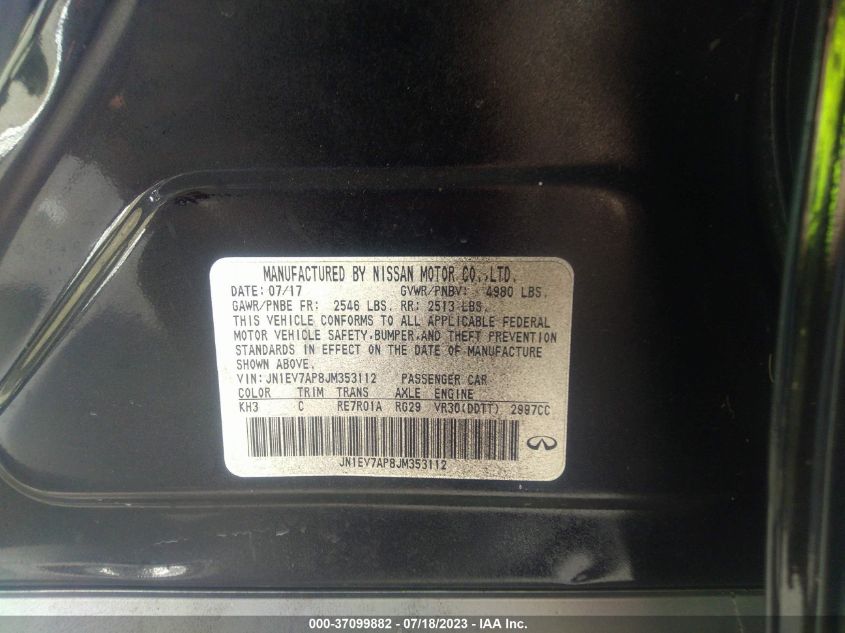 MANUFACTURED BY NISSAN MOTOR CO.,LTD.
DATE: 07/17 GVWR/PNBV: 4980 LBS.
GAWR/PNBE FR: 2546 LBS. RR: 2513 LBS.
THIS VEHICLE CONFORMS TO ALL APPLICABLE FEDERAL
MOTOR VEHICLE SAFETY,BUMPER,AND THEFT PREVENTION
STANDARDS IN EFFECT ON THE DATE OF MANUFACTURE
SHOWN ABOVE.
VIN:JN1EV7AP8JM353112 PASSENGER CAR
COLOR TRIM TRANS AXLE ENGINE
KH3 C RE7R01A RG29 VR30(DDTT) 2997CC
JN1EV7AP8JM353112
000-37099882 - 07/18/2023 - IAA Inc.